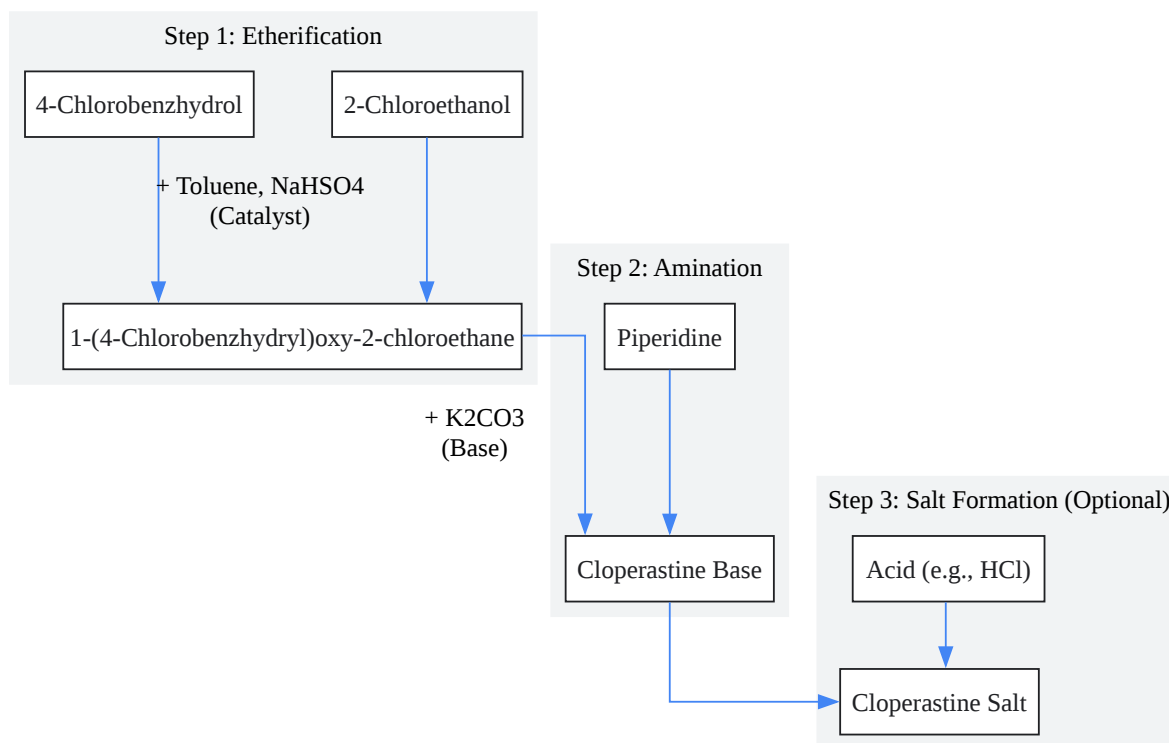 Step 1: Etherification
4-Chlorobenzhydrol
2-Chloroethanol
+ Toluene, NaHSO4
(Catalyst)
1-(4-Chlorobenzhydryl)oxy-2-chloroethane
+ K2CO3
(Base)
Step 2: Amination
Piperidine
Cloperastine Base
Step 3: Salt Formation (Optional)
Acid (e.g., HCl)
Cloperastine Salt